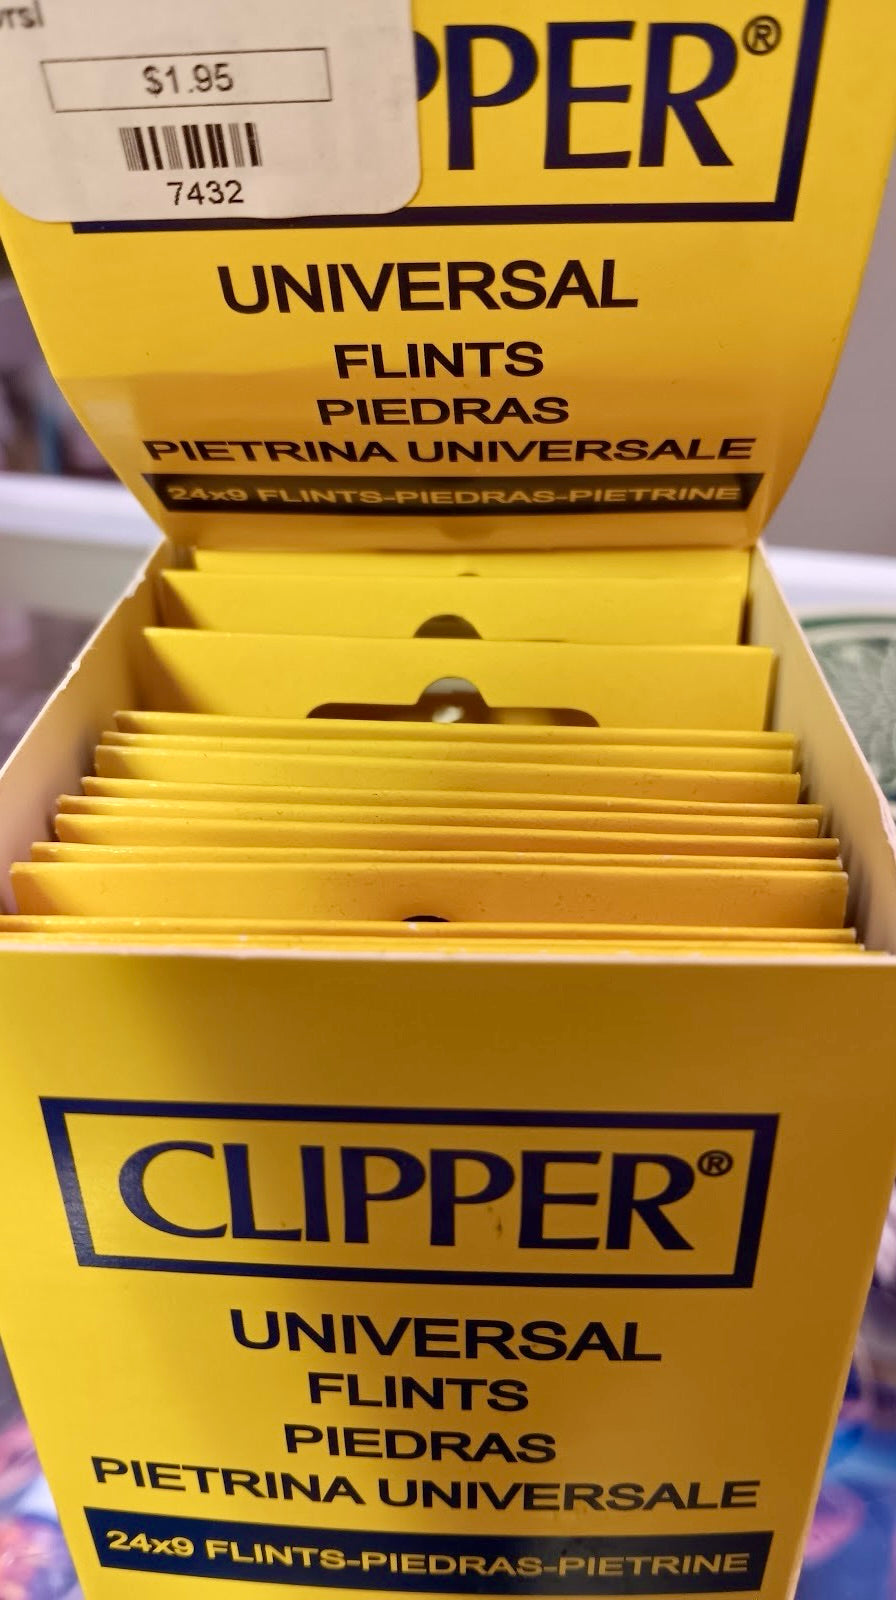 $1.95
7432
PPER®
UNIVERSAL
FLINTS
PIEDRAS
PIETRINA UNIVERSALE
24x9 FLINTS-PIEDRAS-PIETRINE
CLIPPER®
UNIVERSAL
FLINTS
PIEDRAS
PIETRINA UNIVERSALE
24x9 FLINTS-PIEDRAS-PIETRINE